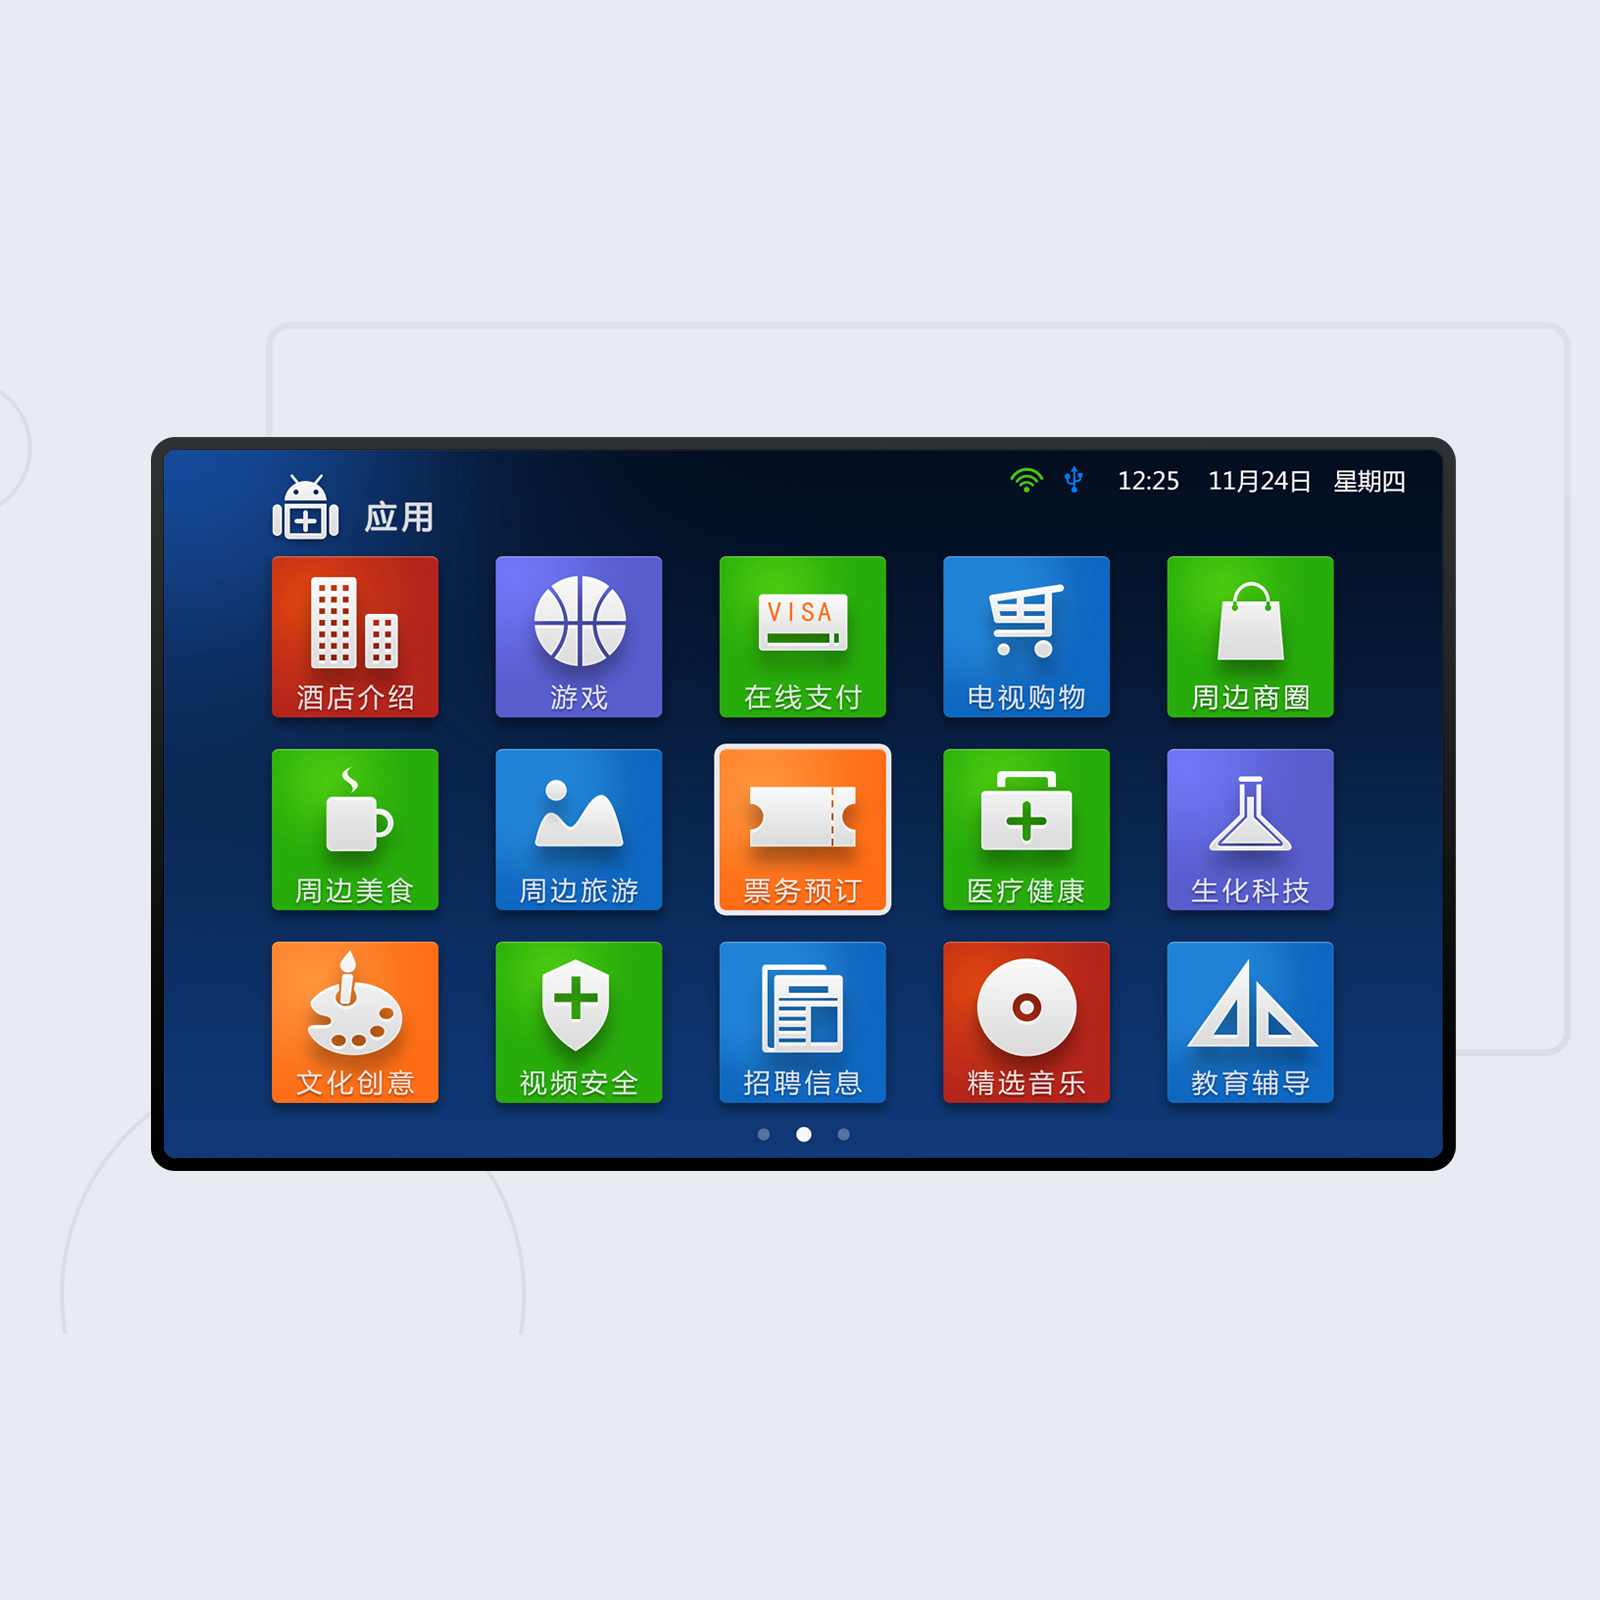 12:25 11月24日 星期四
应用
VISA
酒店介绍 游戏 在线支付 电视购物 周边商圈
周边美食 周边旅游 票务预订 医疗健康 生化科技
文化创意 视频安全 招聘信息 精选音乐 教育辅导